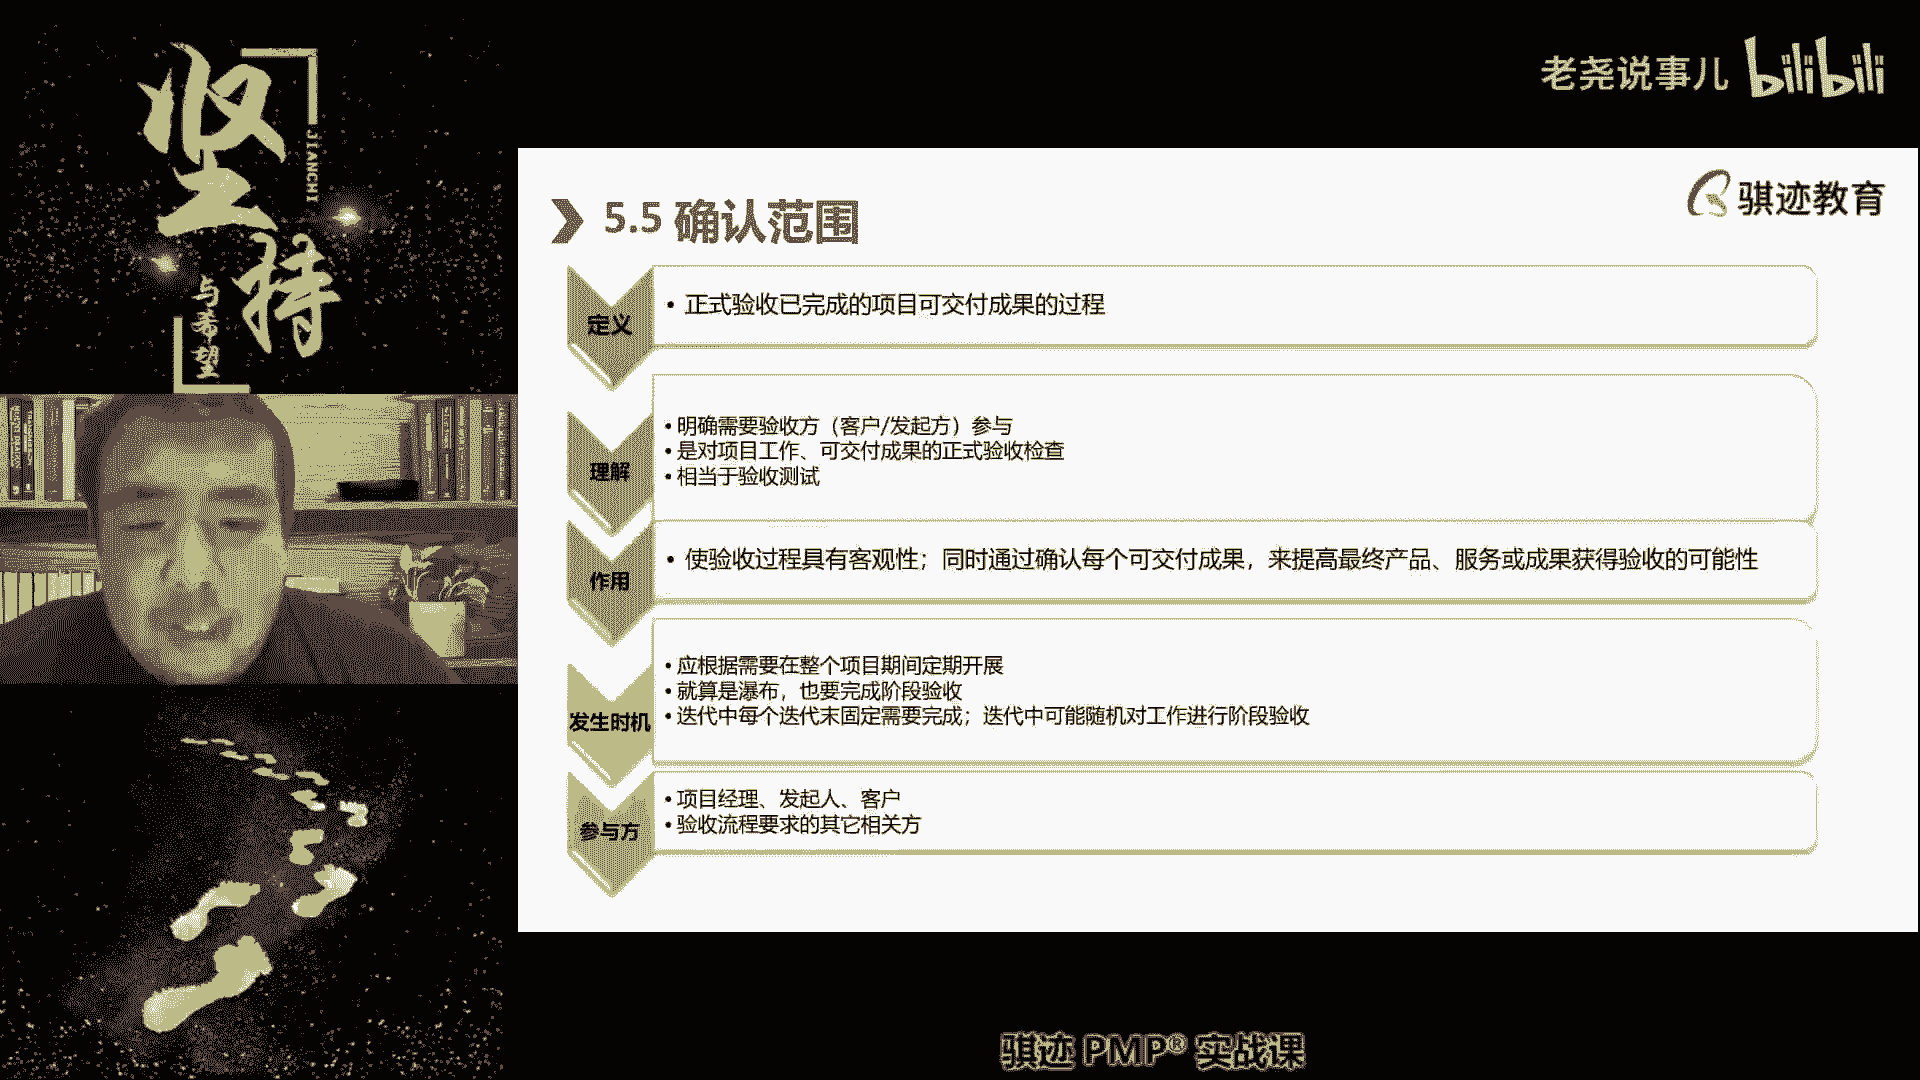 坚持
JIANCHI
与希望
老尧说事儿 bilibili
骐迹教育
5.5 确认范围
定义
• 正式验收已完成的项目可交付成果的过程
理解
• 明确需要验收方（客户/发起方）参与
• 是对项目工作、可交付成果的正式验收检查
• 相当于验收测试
作用
• 使验收过程具有客观性；同时通过确认每个可交付成果，来提高最终产品、服务或成果获得验收的可能性
发生时机
• 应根据需要在整个项目期间定期开展
• 就算是瀑布，也要完成阶段验收
• 迭代中每个迭代末固定需要完成；迭代中可能随机对工作进行阶段验收
参与方
• 项目经理、发起人、客户
• 验收流程要求的其它相关方
骐迹 PMP® 实战课